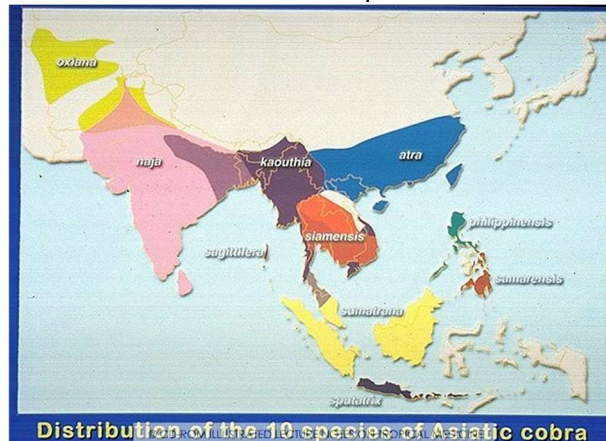 oxiana
naja
kaouthia
atra
siamensis
philippinensis
sagittifera
samarensis
sumatrana
sputatrix
Distribution of the 10 species of Asiatic cobra